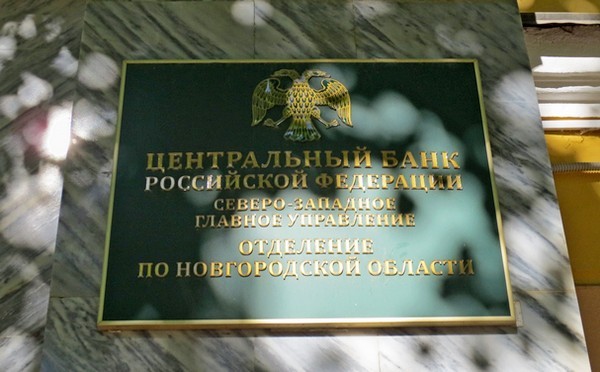 ЦЕНТРАЛЬНЫЙ БАНК
РОССИЙСКОЙ ФЕДЕРАЦИИ
СЕВЕРО-ЗАПАДНОЕ
ГЛАВНОЕ УПРАВЛЕНИЕ
ОТДЕЛЕНИЕ
ПО НОВГОРОДСКОЙ ОБЛАСТИ